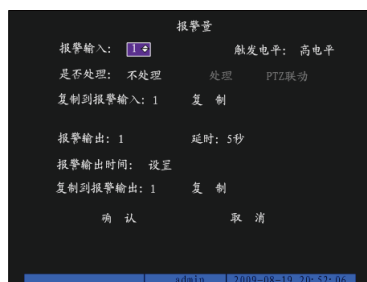 报警量
报警输入: 1 触发电平: 高电平
是否处理: 不处理 处理 PTZ联动
复制到报警输入: 1 复 制
报警输出: 1 延时: 5秒
报警输出时间: 设置
复制到报警输出: 1 复 制
确 认 取 消
admin 2009-08-19 20:52:06